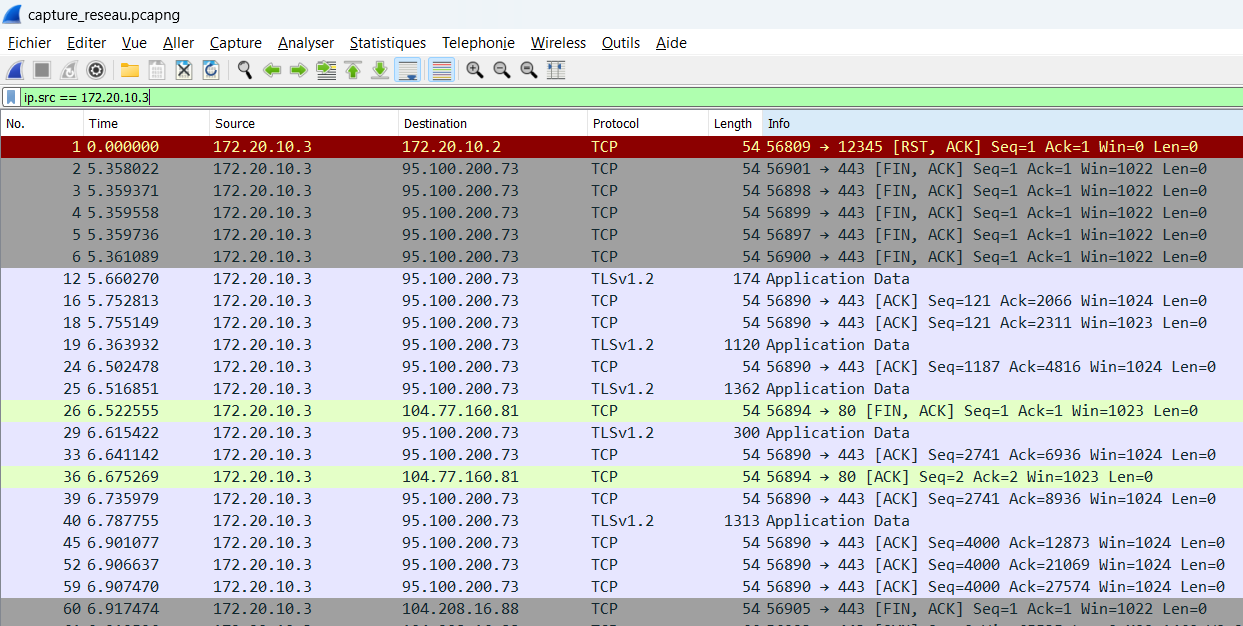 capture_reseau.pcapng
Fichier Editer Vue Aller Capture Analyser Statistiques Telephonie Wireless Outils Aide
ip.src == 172.20.10.3
No. Time Source Destination Protocol Length Info
1 0.000000 172.20.10.3 172.20.10.2 TCP 54 56809 → 12345 [RST, ACK] Seq=1 Ack=1 Win=0 Len=0
2 5.358022 172.20.10.3 95.100.200.73 TCP 54 56901 → 443 [FIN, ACK] Seq=1 Ack=1 Win=1022 Len=0
3 5.359371 172.20.10.3 95.100.200.73 TCP 54 56898 → 443 [FIN, ACK] Seq=1 Ack=1 Win=1022 Len=0
4 5.359558 172.20.10.3 95.100.200.73 TCP 54 56899 → 443 [FIN, ACK] Seq=1 Ack=1 Win=1022 Len=0
5 5.359736 172.20.10.3 95.100.200.73 TCP 54 56897 → 443 [FIN, ACK] Seq=1 Ack=1 Win=1022 Len=0
6 5.361089 172.20.10.3 95.100.200.73 TCP 54 56900 → 443 [FIN, ACK] Seq=1 Ack=1 Win=1022 Len=0
12 5.660270 172.20.10.3 95.100.200.73 TLSv1.2 174 Application Data
16 5.752813 172.20.10.3 95.100.200.73 TCP 54 56890 → 443 [ACK] Seq=121 Ack=2066 Win=1024 Len=0
18 5.755149 172.20.10.3 95.100.200.73 TCP 54 56890 → 443 [ACK] Seq=121 Ack=2311 Win=1023 Len=0
19 6.363932 172.20.10.3 95.100.200.73 TLSv1.2 1120 Application Data
24 6.502478 172.20.10.3 95.100.200.73 TCP 54 56890 → 443 [ACK] Seq=1187 Ack=4816 Win=1024 Len=0
25 6.516851 172.20.10.3 95.100.200.73 TLSv1.2 1362 Application Data
26 6.522555 172.20.10.3 104.77.160.81 TCP 54 56894 → 80 [FIN, ACK] Seq=1 Ack=1 Win=1023 Len=0
29 6.615422 172.20.10.3 95.100.200.73 TLSv1.2 300 Application Data
33 6.641142 172.20.10.3 95.100.200.73 TCP 54 56890 → 443 [ACK] Seq=2741 Ack=6936 Win=1024 Len=0
36 6.675269 172.20.10.3 104.77.160.81 TCP 54 56894 → 80 [ACK] Seq=2 Ack=2 Win=1023 Len=0
39 6.735979 172.20.10.3 95.100.200.73 TCP 54 56890 → 443 [ACK] Seq=2741 Ack=8936 Win=1024 Len=0
40 6.787755 172.20.10.3 95.100.200.73 TLSv1.2 1313 Application Data
45 6.901077 172.20.10.3 95.100.200.73 TCP 54 56890 → 443 [ACK] Seq=4000 Ack=12873 Win=1024 Len=0
52 6.906637 172.20.10.3 95.100.200.73 TCP 54 56890 → 443 [ACK] Seq=4000 Ack=21069 Win=1024 Len=0
59 6.907470 172.20.10.3 95.100.200.73 TCP 54 56890 → 443 [ACK] Seq=4000 Ack=27574 Win=1024 Len=0
60 6.917474 172.20.10.3 104.208.16.88 TCP 54 56905 → 443 [FIN, ACK] Seq=1 Ack=1 Win=1022 Len=0